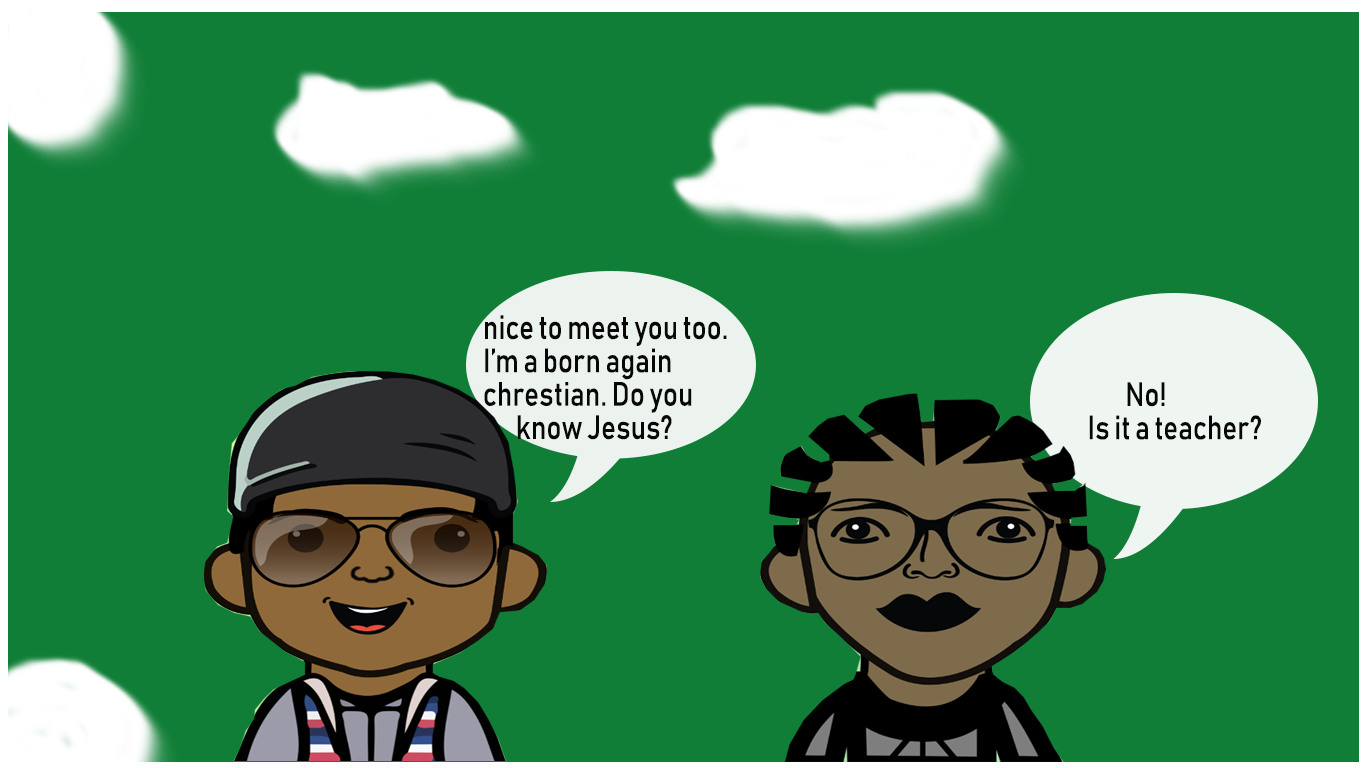 nice to meet you too.
I'm a born again
chrestian. Do you
know Jesus?
No!
Is it a teacher?